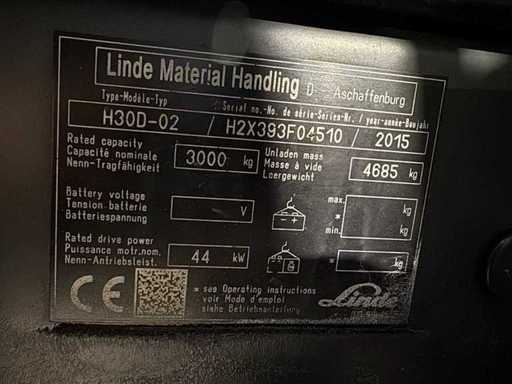 Linde Material Handling D - Aschaffenburg
Type-Modèle-Typ Serial no.-No. de série-Serien-Nr. / year-année-Baujahr
H30D-02 / H2X393F04510 / 2015
Rated capacity
Capacité nominale 3000 kg
Nenn-Tragfähigkeit
Unladen mass
Masse à vide 4685 kg
Leergewicht
Battery voltage
Tension batterie V
Batteriespannung
max. kg
*
min. kg
Rated drive power
Puissance motr.nom. 44 kW
Nenn-Antriebsleist.
* kg
CE
* see Operating instructions
voir Mode d'emploi
siehe Betriebsanleitung
Linde